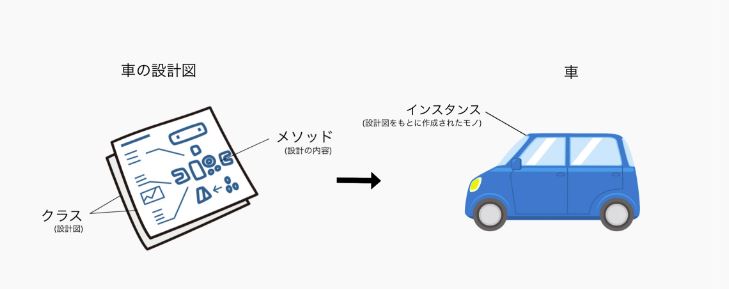 車の設計図
車
インスタンス
(設計図をもとに作成されたモノ)
メソッド
(設計の内容)
クラス
(設計図)